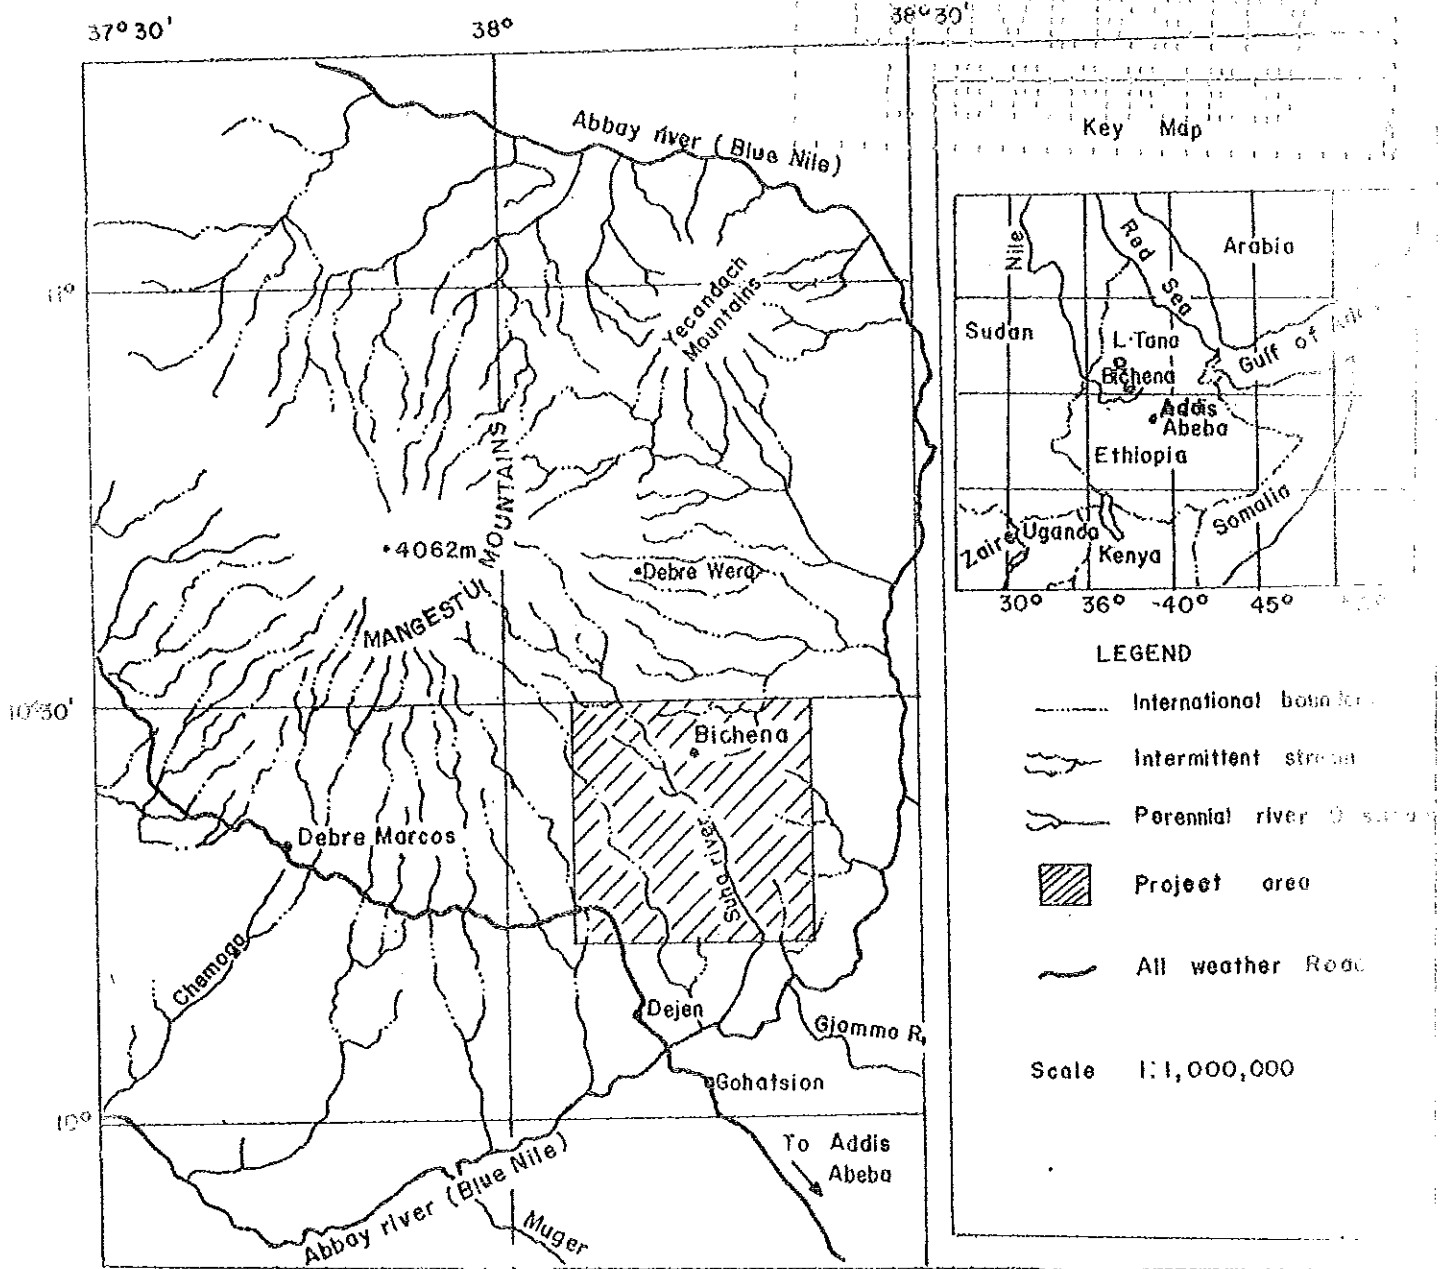 37° 30'
38°
38° 30'
Abbay river (Blue Nile)
11°
Yecandach
Mountains
4062m
MANGESTU MOUNTAINS
Debre Werq
10° 30'
Bichena
Suha river
Debre Marcos
Chemoga
Dejen
Gjamma R.
Gohatsion
10°
To Addis
Abeba
Abbay river (Blue Nile)
Muger
Key Map
Nile
Red Sea
Arabia
Sudan
L·Tana
Gulf of
Bichena
Addis
Abeba
Ethiopia
Somalia
Zaire
Uganda
Kenya
30° 36° 40° 45°
LEGEND
International
Intermittent stream
Perennial river
Project area
All weather Road
Scale 1:1,000,000